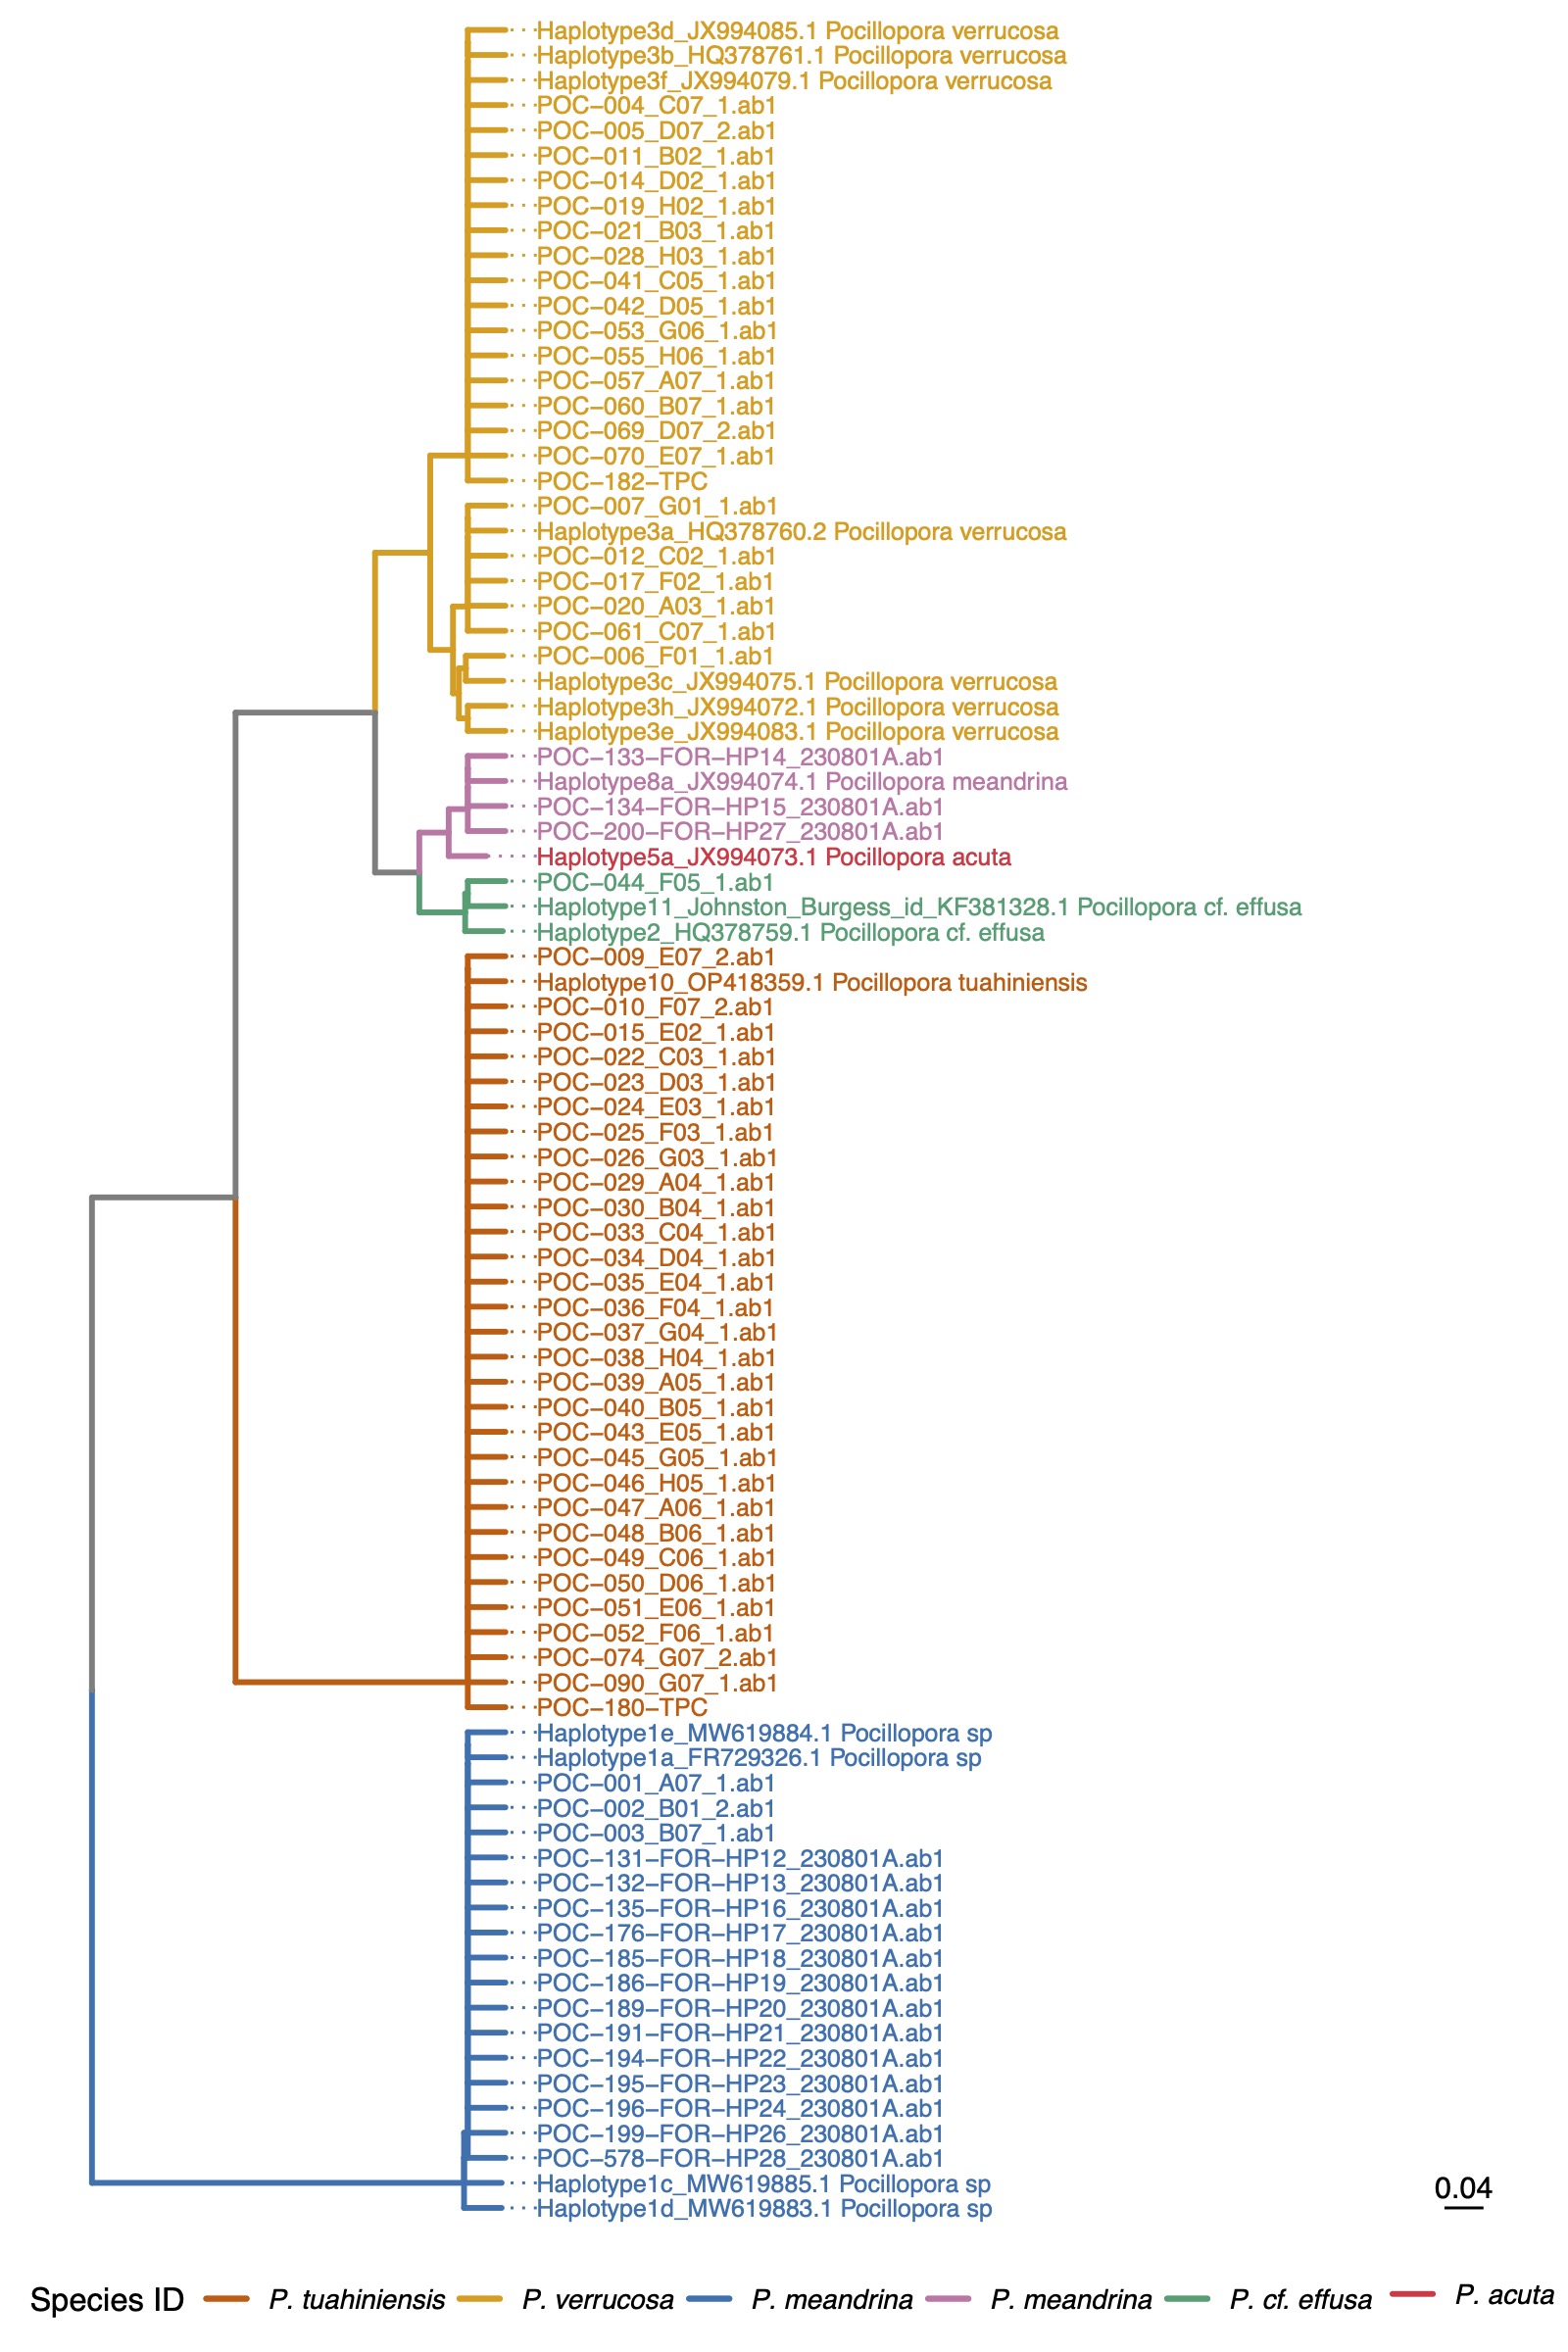 Haplotype3d_JX994085.1 Pocillopora verrucosa
Haplotype3b_HQ378761.1 Pocillopora verrucosa
Haplotype3f_JX994079.1 Pocillopora verrucosa
POC−004_C07_1.ab1
POC−005_D07_2.ab1
POC−011_B02_1.ab1
POC−014_D02_1.ab1
POC−019_H02_1.ab1
POC−021_B03_1.ab1
POC−028_H03_1.ab1
POC−041_C05_1.ab1
POC−042_D05_1.ab1
POC−053_G06_1.ab1
POC−055_H06_1.ab1
POC−057_A07_1.ab1
POC−060_B07_1.ab1
POC−069_D07_2.ab1
POC−070_E07_1.ab1
POC−182−TPC
POC−007_G01_1.ab1
Haplotype3a_HQ378760.2 Pocillopora verrucosa
POC−012_C02_1.ab1
POC−017_F02_1.ab1
POC−020_A03_1.ab1
POC−061_C07_1.ab1
POC−006_F01_1.ab1
Haplotype3c_JX994075.1 Pocillopora verrucosa
Haplotype3h_JX994072.1 Pocillopora verrucosa
Haplotype3e_JX994083.1 Pocillopora verrucosa
POC−133−FOR−HP14_230801A.ab1
Haplotype8a_JX994074.1 Pocillopora meandrina
POC−134−FOR−HP15_230801A.ab1
POC−200−FOR−HP27_230801A.ab1
Haplotype5a_JX994073.1 Pocillopora acuta
POC−044_F05_1.ab1
Haplotype11_Johnston_Burgess_id_KF381328.1 Pocillopora cf. effusa
Haplotype2_HQ378759.1 Pocillopora cf. effusa
POC−009_E07_2.ab1
Haplotype10_OP418359.1 Pocillopora tuahiniensis
POC−010_F07_2.ab1
POC−015_E02_1.ab1
POC−022_C03_1.ab1
POC−023_D03_1.ab1
POC−024_E03_1.ab1
POC−025_F03_1.ab1
POC−026_G03_1.ab1
POC−029_A04_1.ab1
POC−030_B04_1.ab1
POC−033_C04_1.ab1
POC−034_D04_1.ab1
POC−035_E04_1.ab1
POC−036_F04_1.ab1
POC−037_G04_1.ab1
POC−038_H04_1.ab1
POC−039_A05_1.ab1
POC−040_B05_1.ab1
POC−043_E05_1.ab1
POC−045_G05_1.ab1
POC−046_H05_1.ab1
POC−047_A06_1.ab1
POC−048_B06_1.ab1
POC−049_C06_1.ab1
POC−050_D06_1.ab1
POC−051_E06_1.ab1
POC−052_F06_1.ab1
POC−074_G07_2.ab1
POC−090_G07_1.ab1
POC−180−TPC
Haplotype1e_MW619884.1 Pocillopora sp
Haplotype1a_FR729326.1 Pocillopora sp
POC−001_A07_1.ab1
POC−002_B01_2.ab1
POC−003_B07_1.ab1
POC−131−FOR−HP12_230801A.ab1
POC−132−FOR−HP13_230801A.ab1
POC−135−FOR−HP16_230801A.ab1
POC−176−FOR−HP17_230801A.ab1
POC−185−FOR−HP18_230801A.ab1
POC−186−FOR−HP19_230801A.ab1
POC−189−FOR−HP20_230801A.ab1
POC−191−FOR−HP21_230801A.ab1
POC−194−FOR−HP22_230801A.ab1
POC−195−FOR−HP23_230801A.ab1
POC−196−FOR−HP24_230801A.ab1
POC−199−FOR−HP26_230801A.ab1
POC−578−FOR−HP28_230801A.ab1
Haplotype1c_MW619885.1 Pocillopora sp
Haplotype1d_MW619883.1 Pocillopora sp
0.04
Species ID P. tuahiniensis P. verrucosa P. meandrina P. meandrina P. cf. effusa P. acuta